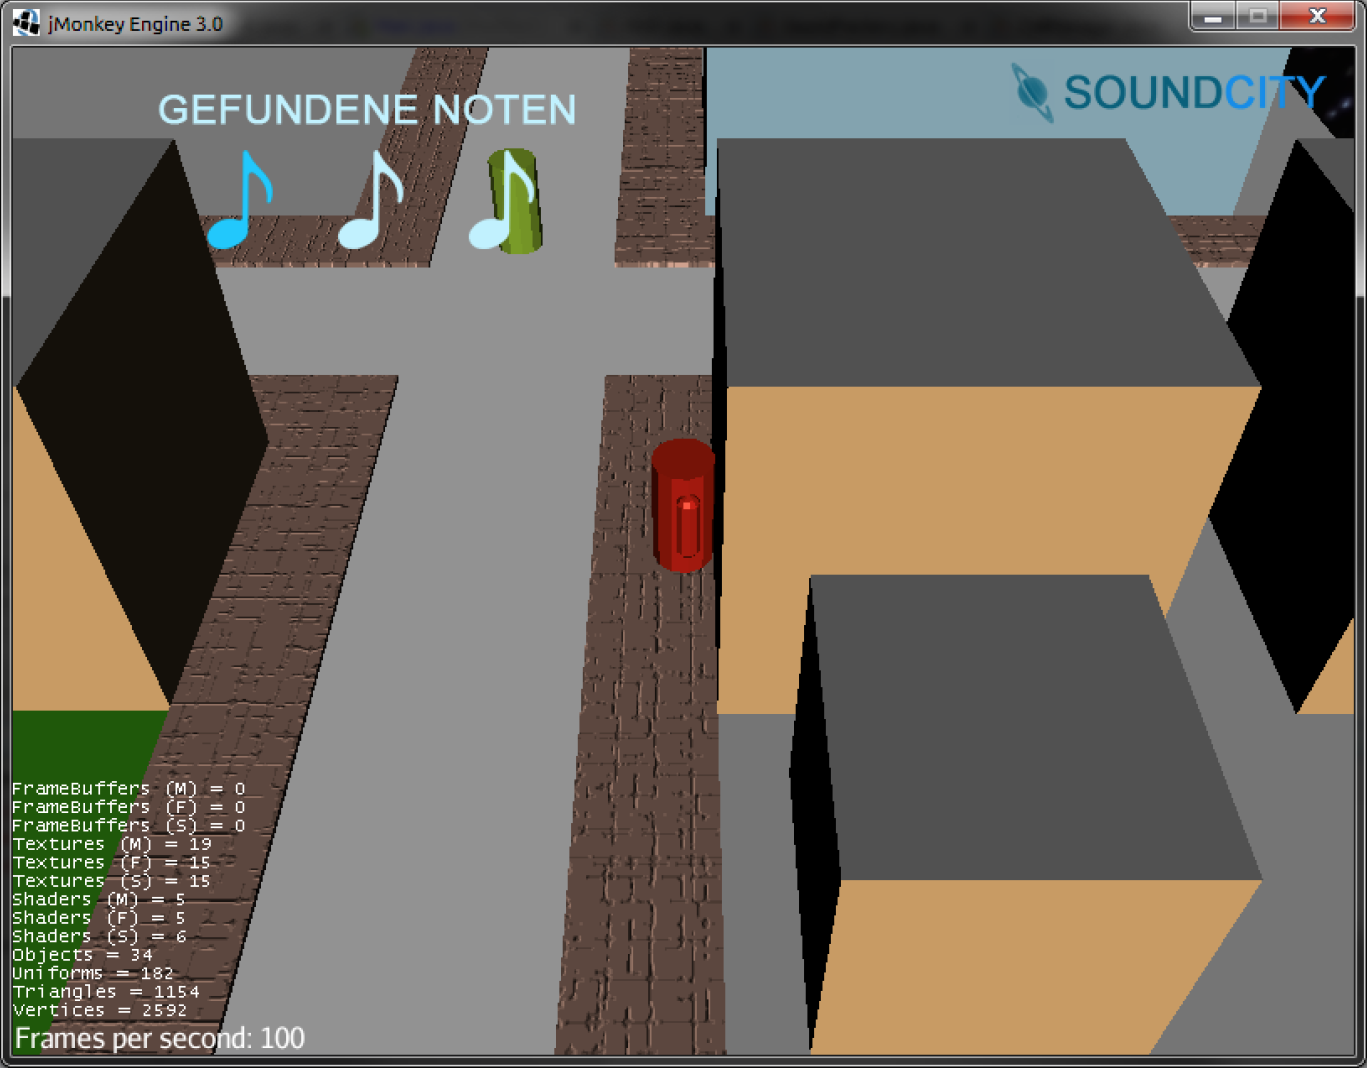 jMonkey Engine 3.0
GEFUNDENE NOTEN
SOUNDCITY
FrameBuffers (M) = 0
FrameBuffers (F) = 0
FrameBuffers (S) = 0
Textures (M) = 19
Textures (F) = 15
Textures (S) = 15
Shaders (M) = 5
Shaders (F) = 5
Shaders (S) = 6
Objects = 34
Uniforms = 182
Triangles = 1154
Vertices = 2592
Frames per second: 100